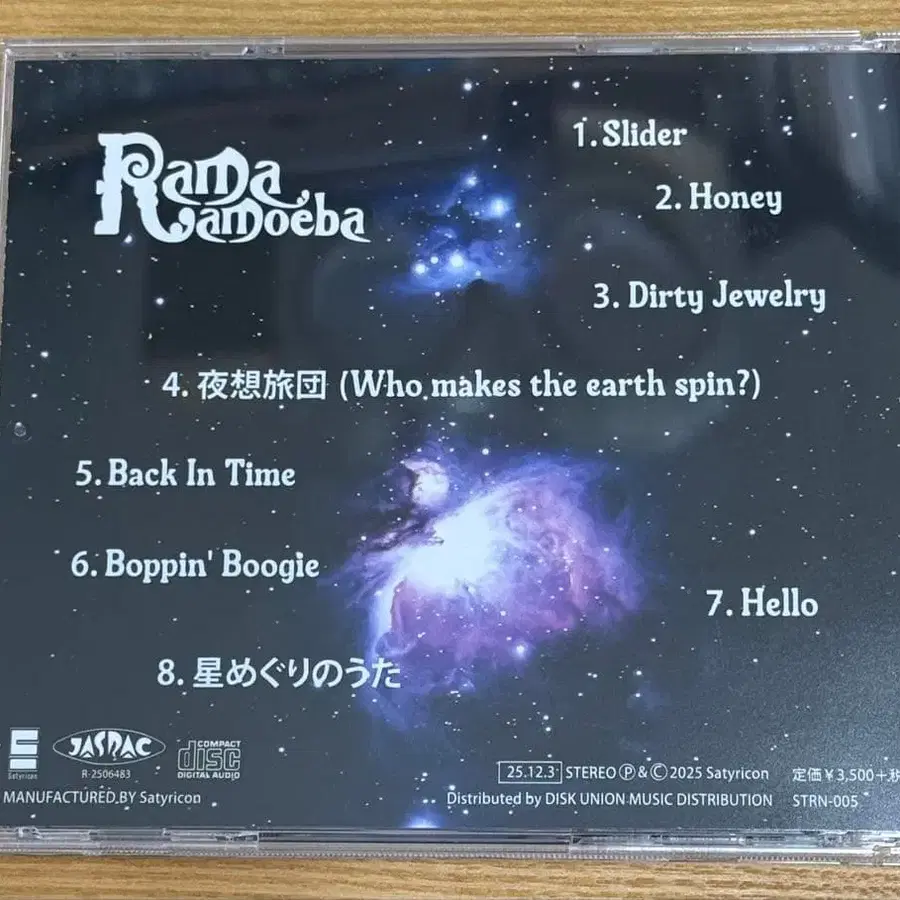 Rama Amoeba
1. Slider
2. Honey
3. Dirty Jewelry
4. 夜想旅団 (Who makes the earth spin?)
5. Back In Time
6. Boppin' Boogie
7. Hello
8. 星めぐりのうた
Satyricon
JASRAC
R-2506483
COMPACT
disc
DIGITAL AUDIO
25.12.3 STEREO Ⓟ & Ⓒ 2025 Satyricon 定価¥3,500+税
MANUFACTURED BY Satyricon
Distributed by DISK UNION MUSIC DISTRIBUTION STRN-005